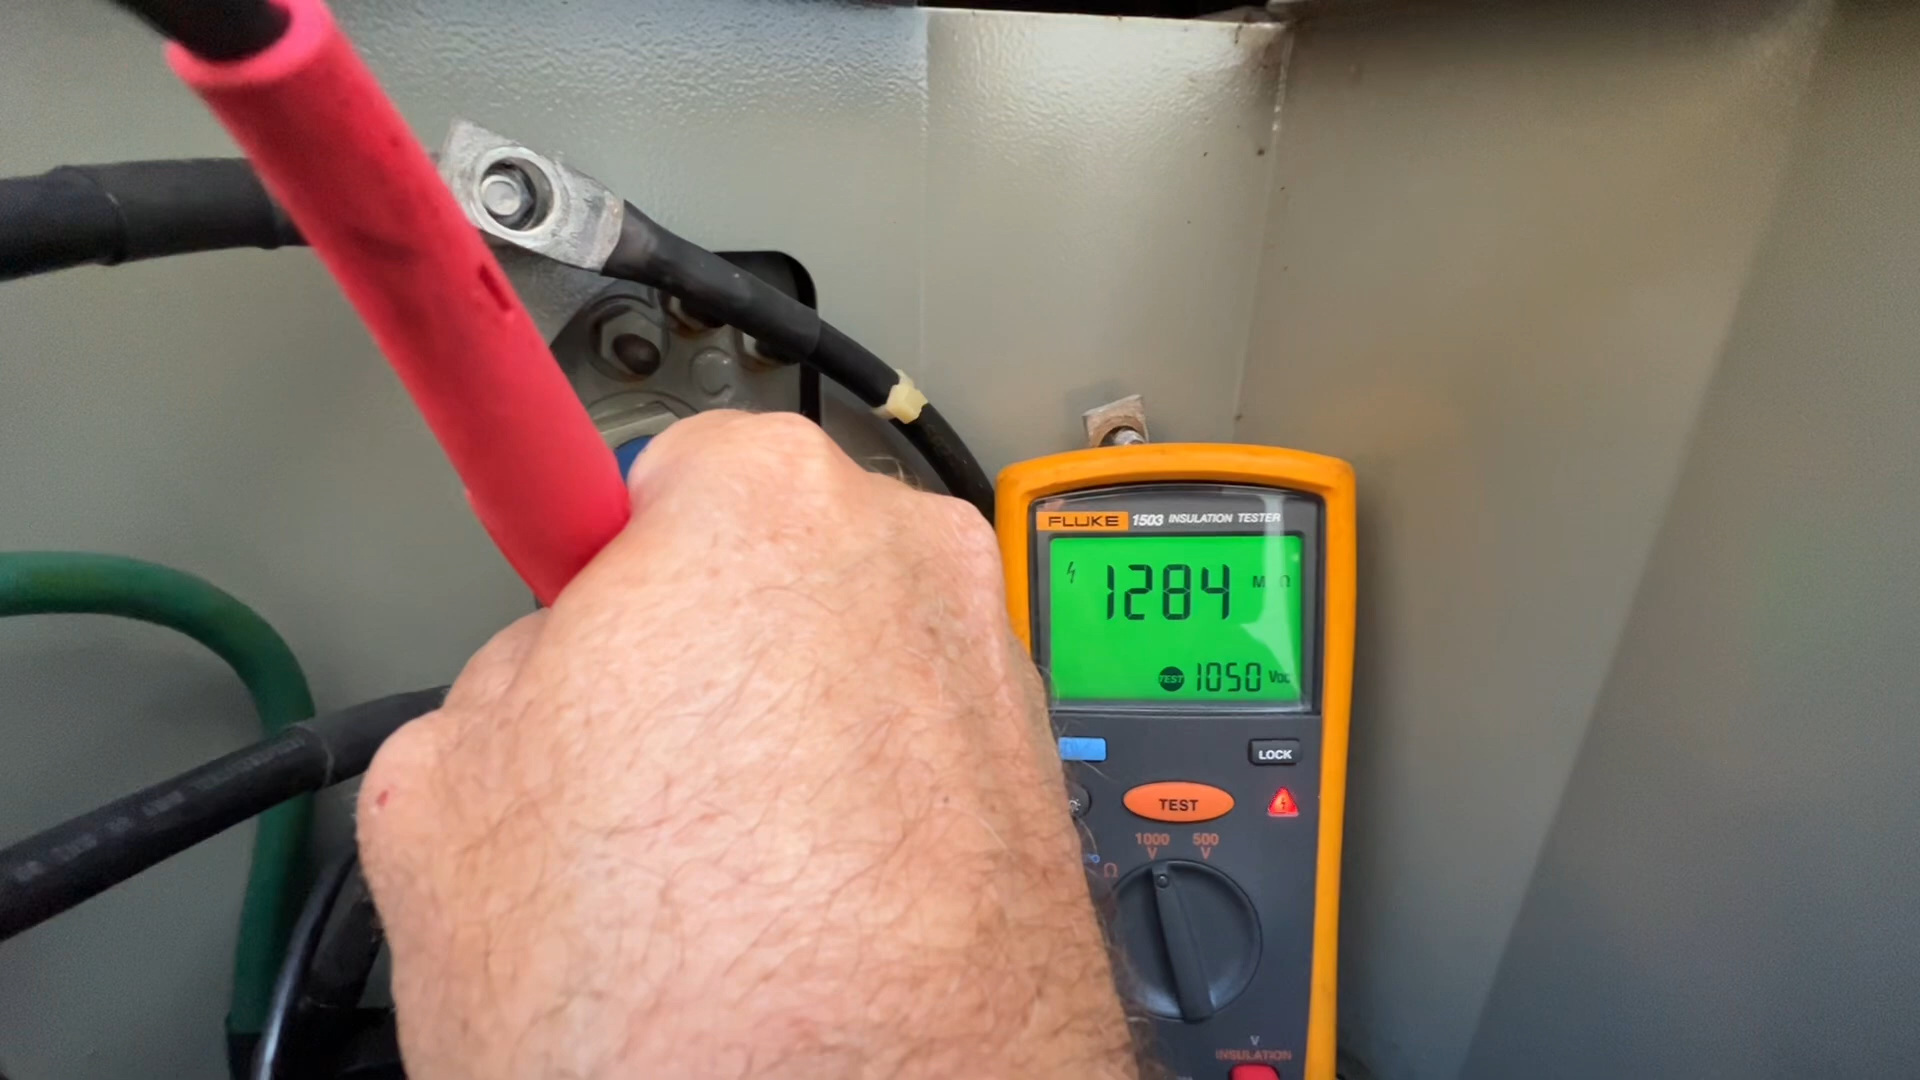 FLUKE 1503 INSULATION TESTER
1284 MΩ
TEST 1050 VDC
LOCK
TEST
1000 500
V V
Ω
V
INSULATION